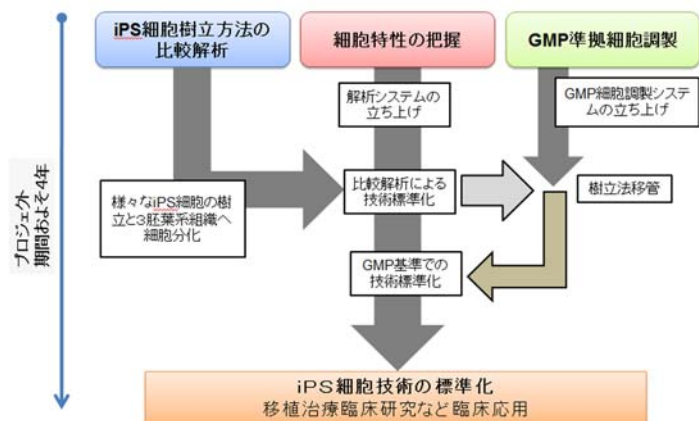 iPS細胞樹立方法の
比較解析
細胞特性の把握
GMP準拠細胞調製
解析システムの
立ち上げ
GMP細胞調製システ
ムの立ち上げ
プロジェクト
期間およそ4年
様々なiPS細胞の樹
立と3胚葉系組織へ
細胞分化
比較解析による
技術標準化
樹立法移管
GMP基準での
技術標準化
iPS細胞技術の標準化
移植治療臨床研究など臨床応用